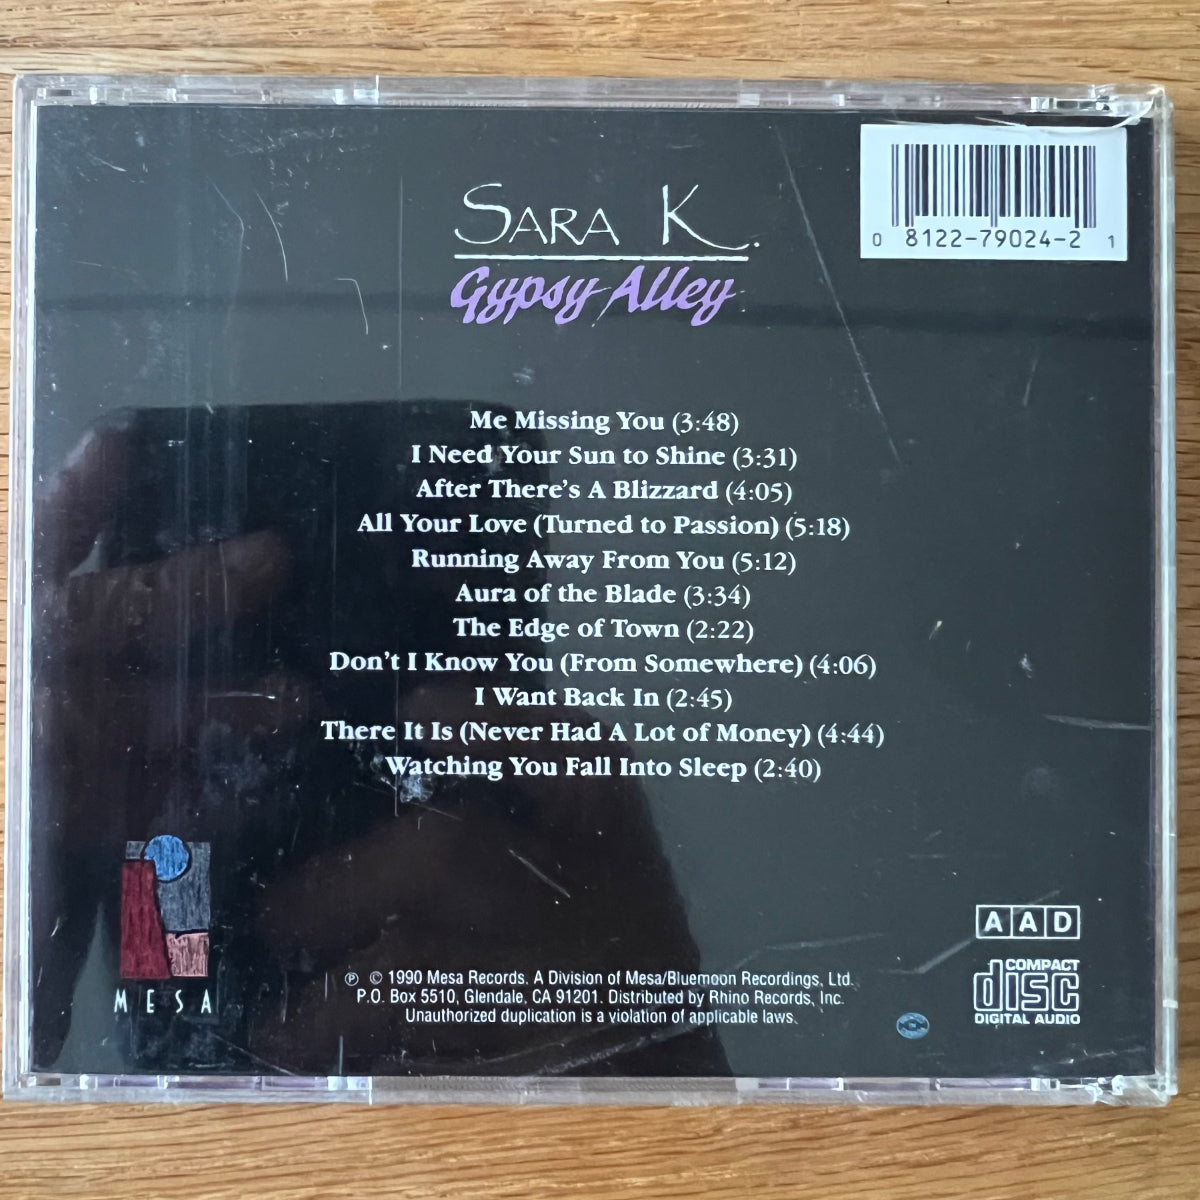 SARA K.
Gypsy Alley
0 8122-79024-2 1
Me Missing You (3:48)
I Need Your Sun to Shine (3:31)
After There's A Blizzard (4:05)
All Your Love (Turned to Passion) (5:18)
Running Away From You (5:12)
Aura of the Blade (3:34)
The Edge of Town (2:22)
Don't I Know You (From Somewhere) (4:06)
I Want Back In (2:45)
There It Is (Never Had A Lot of Money) (4:44)
Watching You Fall Into Sleep (2:40)
MESA
℗ © 1990 Mesa Records. A Division of Mesa/Bluemoon Recordings, Ltd.
P.O. Box 5510, Glendale, CA 91201. Distributed by Rhino Records, Inc.
Unauthorized duplication is a violation of applicable laws.
AAD
COMPACT
disc
DIGITAL AUDIO